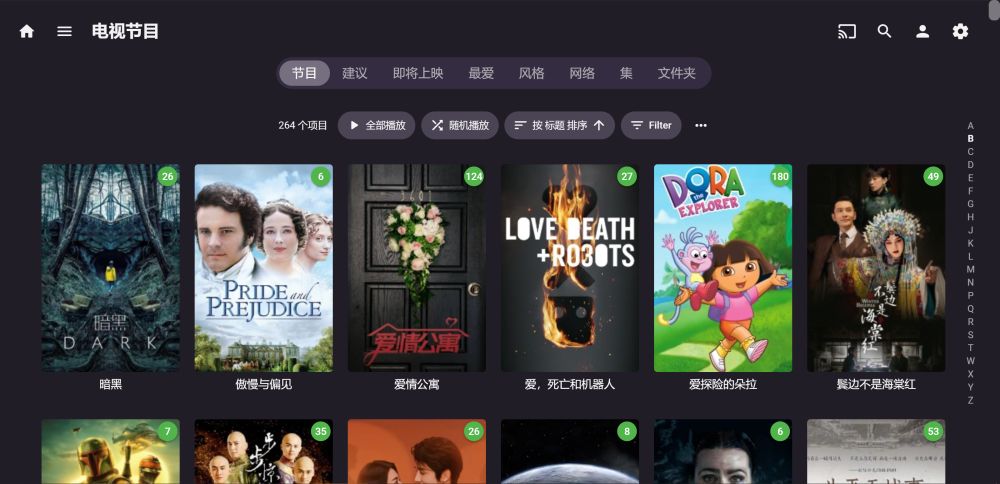 电视节目
节目 建议 即将上映 最爱 风格 网络 集 文件夹
264 个项目 全部播放 随机播放 按 标题 排序 Filter
A
B
C
D
E
F
G
H
J
K
L
M
N
P
Q
R
S
T
W
X
Y
Z
26
暗黑
DARK
暗黑
6
PRIDE and
PREJUDICE
傲慢与偏见
124
爱情公寓
爱情公寓
27
LOVE DEATH
+ROBOTS
爱，死亡和机器人
180
DORA
the
EXPLORER
爱探险的朵拉
49
鬓边
不是
海棠红
WINTER
BEGONIA
鬓边不是海棠红
7
35
步步惊
26
8
6
53